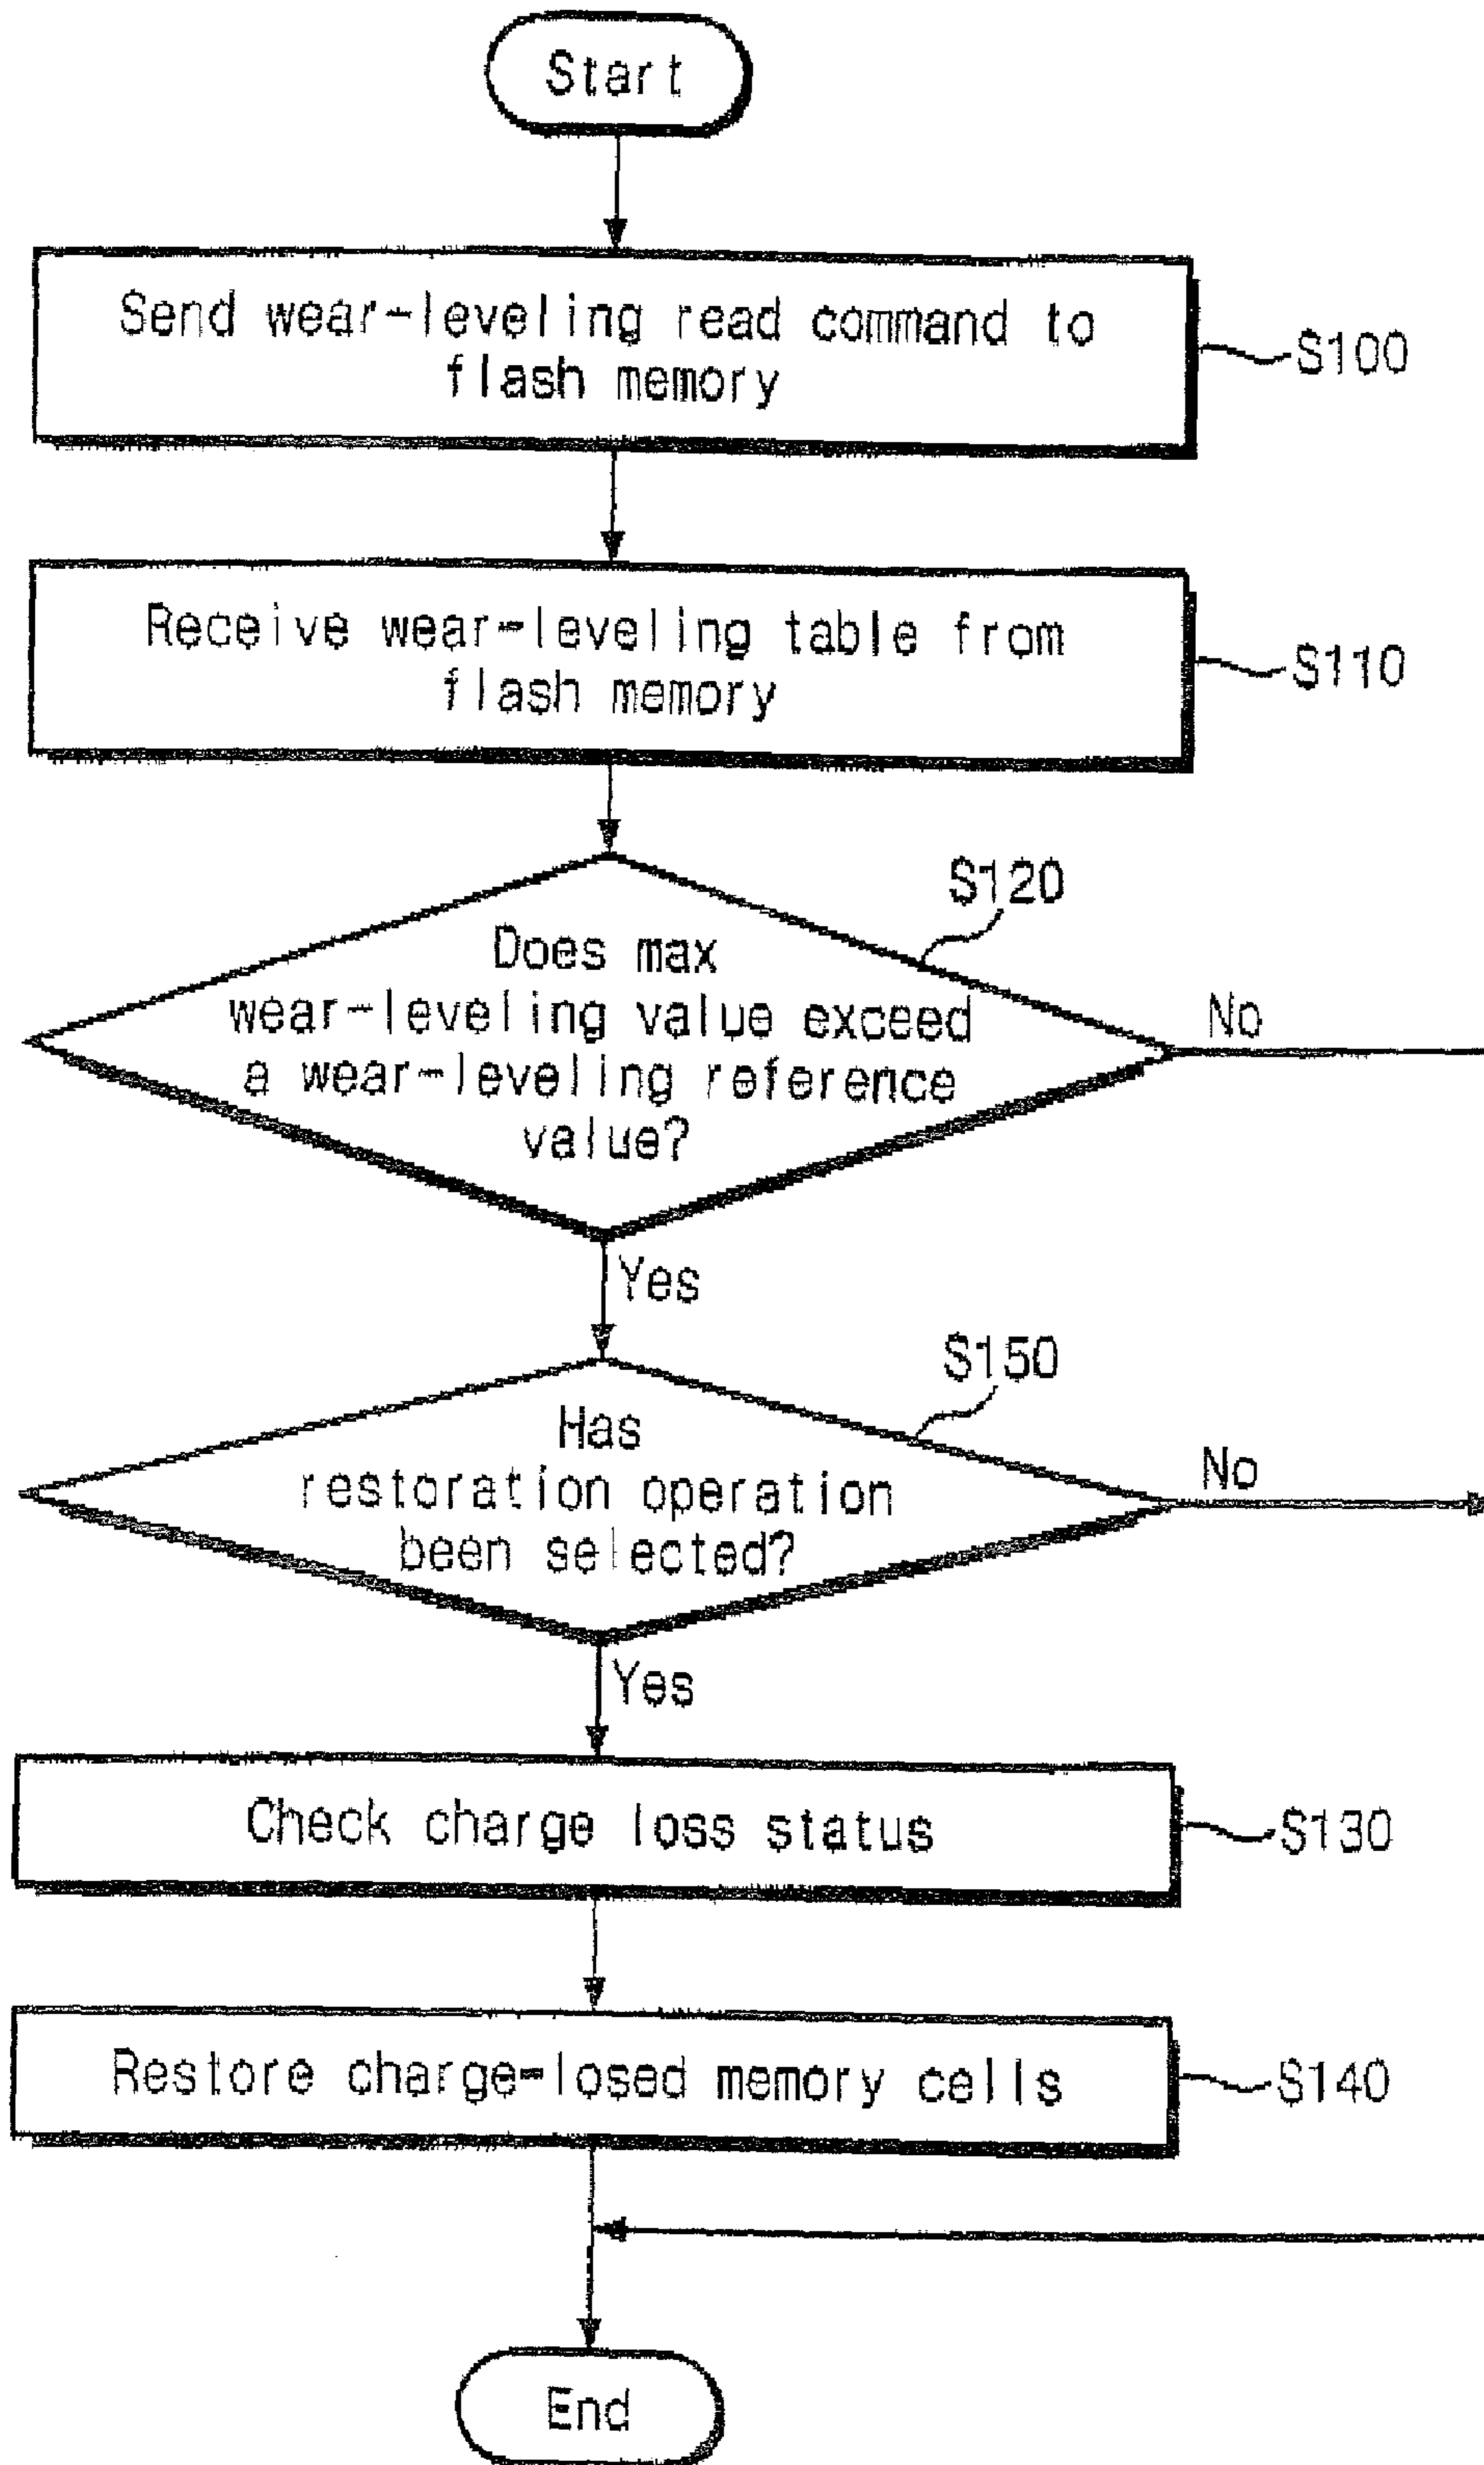 Start
Send wear-leveling read command to
flash memory
S100
Receive wear-leveling table from
flash memory
S110
S120
Does max
wear-leveling value exceed
a wear-leveling reference
value?
No
Yes
S150
Has
restoration operation
been selected?
No
Yes
Check charge loss status
S130
Restore charge-losed memory cells
S140
End